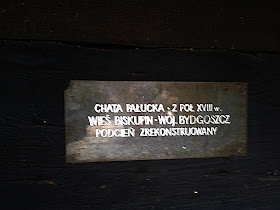 CHATA PAŁUCKA - 2 POŁ XVIII w.
WIEŚ BISKUPIN - WOJ. BYDGOSZCZ
PODCIEŃ ZREKONSTRUOWANY